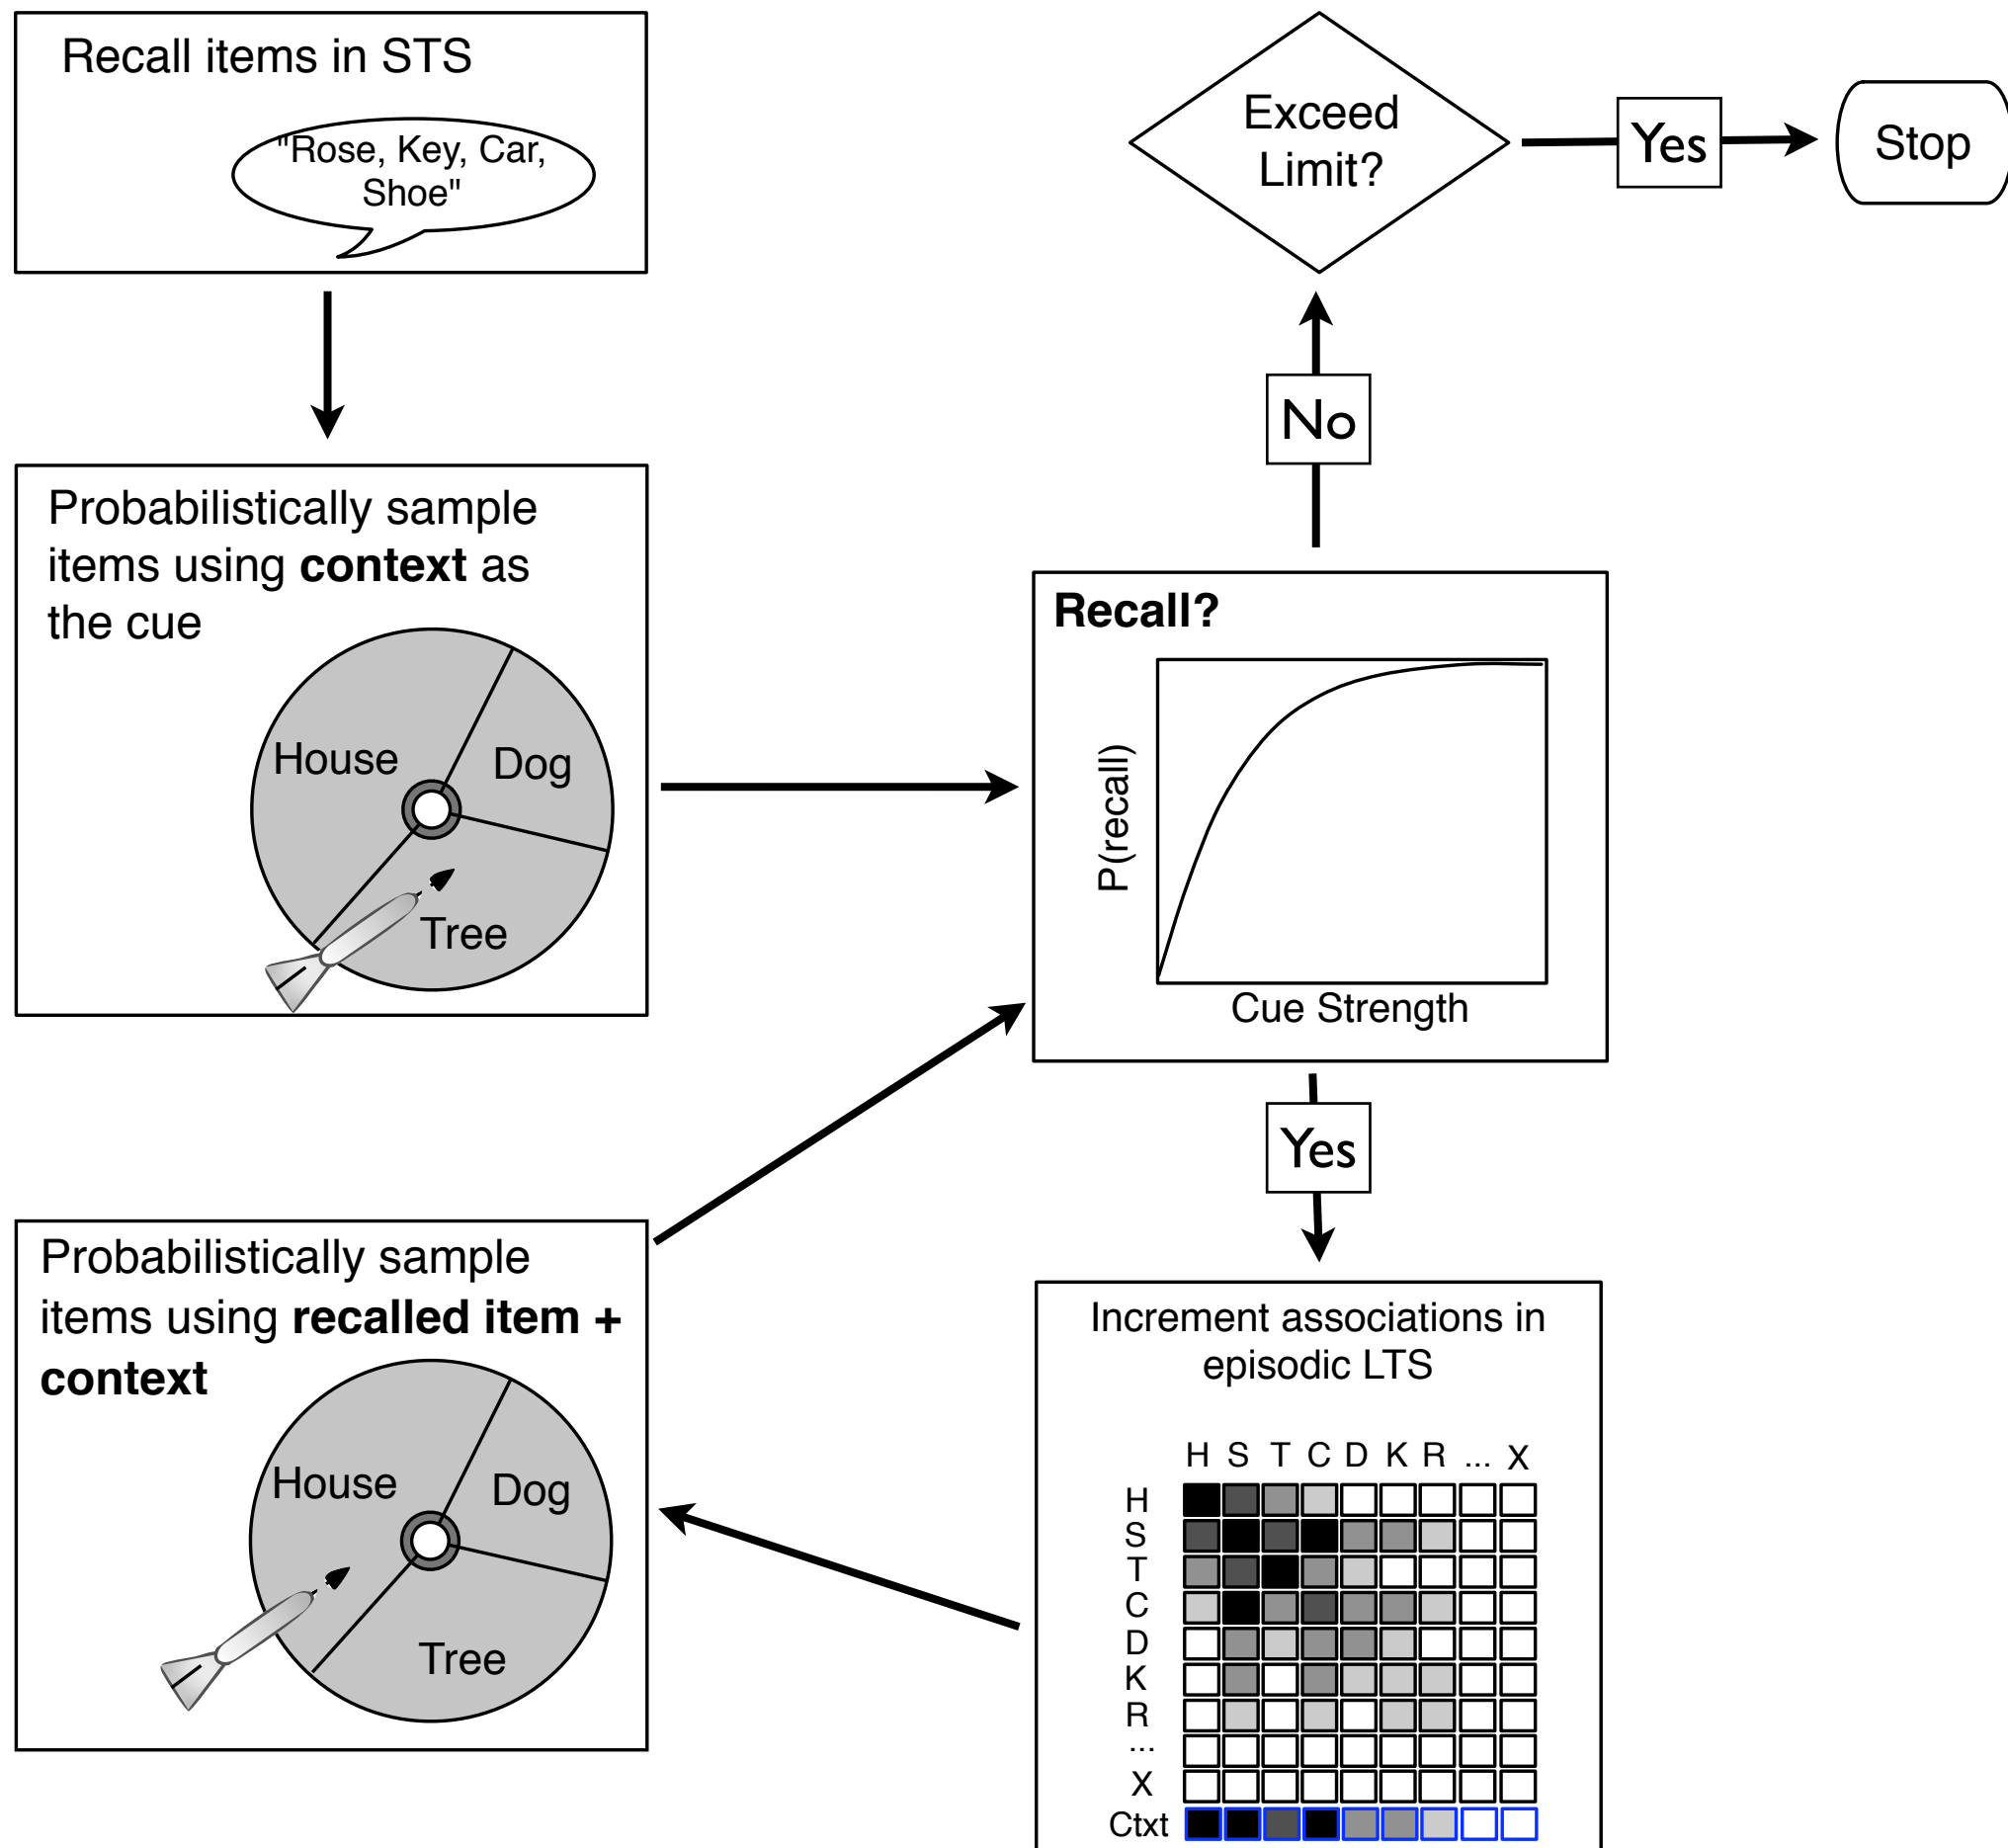 Recall items in STS
"Rose, Key, Car,
Shoe"
Exceed
Limit?
Yes
Stop
No
Probabilistically sample
items using context as
the cue
House
Dog
Tree
Recall?
P(recall)
Cue Strength
Yes
Probabilistically sample
items using recalled item +
context
House
Dog
Tree
Increment associations in
episodic LTS
H S T C D K R ... X
H
S
T
C
D
K
R
...
X
Ctxt